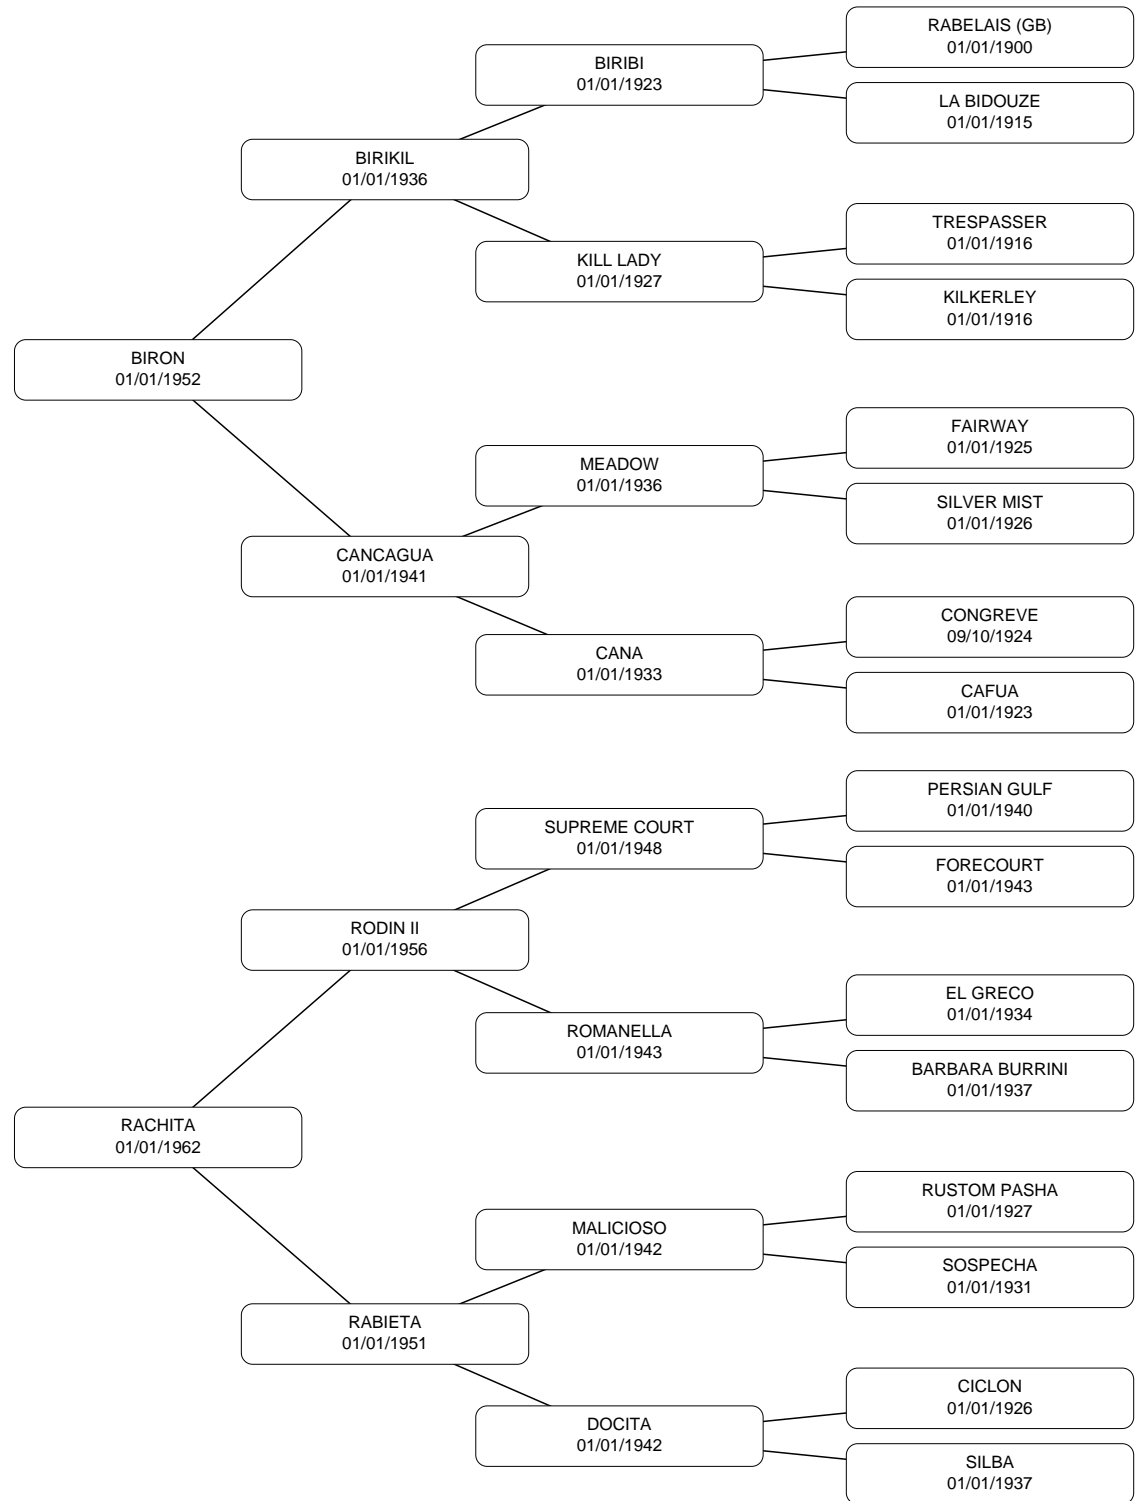 RABELAIS (GB)
01/01/1900
BIRIBI
01/01/1923
LA BIDOUZE
01/01/1915
BIRIKIL
01/01/1936
TRESPASSER
01/01/1916
KILL LADY
01/01/1927
KILKERLEY
01/01/1916
BIRON
01/01/1952
FAIRWAY
01/01/1925
MEADOW
01/01/1936
SILVER MIST
01/01/1926
CANCAGUA
01/01/1941
CONGREVE
09/10/1924
CANA
01/01/1933
CAFUA
01/01/1923
PERSIAN GULF
01/01/1940
SUPREME COURT
01/01/1948
FORECOURT
01/01/1943
RODIN II
01/01/1956
EL GRECO
01/01/1934
ROMANELLA
01/01/1943
BARBARA BURRINI
01/01/1937
RACHITA
01/01/1962
RUSTOM PASHA
01/01/1927
MALICIOSO
01/01/1942
SOSPECHA
01/01/1931
RABIETA
01/01/1951
CICLON
01/01/1926
DOCITA
01/01/1942
SILBA
01/01/1937